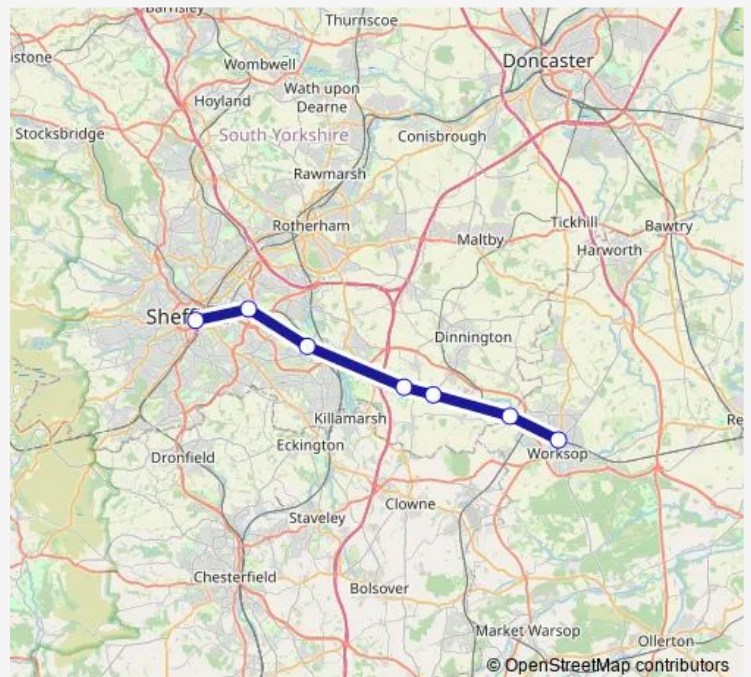 Barnsley
Thurnscoe
istone
Wombwell
Doncaster
Wath upon
Dearne
Hoyland
Stocksbridge
South Yorkshire
Conisbrough
Rawmarsh
Rotherham
Tickhill
Bawtry
Maltby
Harworth
Sheff
Dinnington
Killamarsh
Re
Eckington
Dronfield
Worksop
Clowne
Staveley
Chesterfield
Bolsover
Market Warsop
Ollerton
© OpenStreetMap contributors